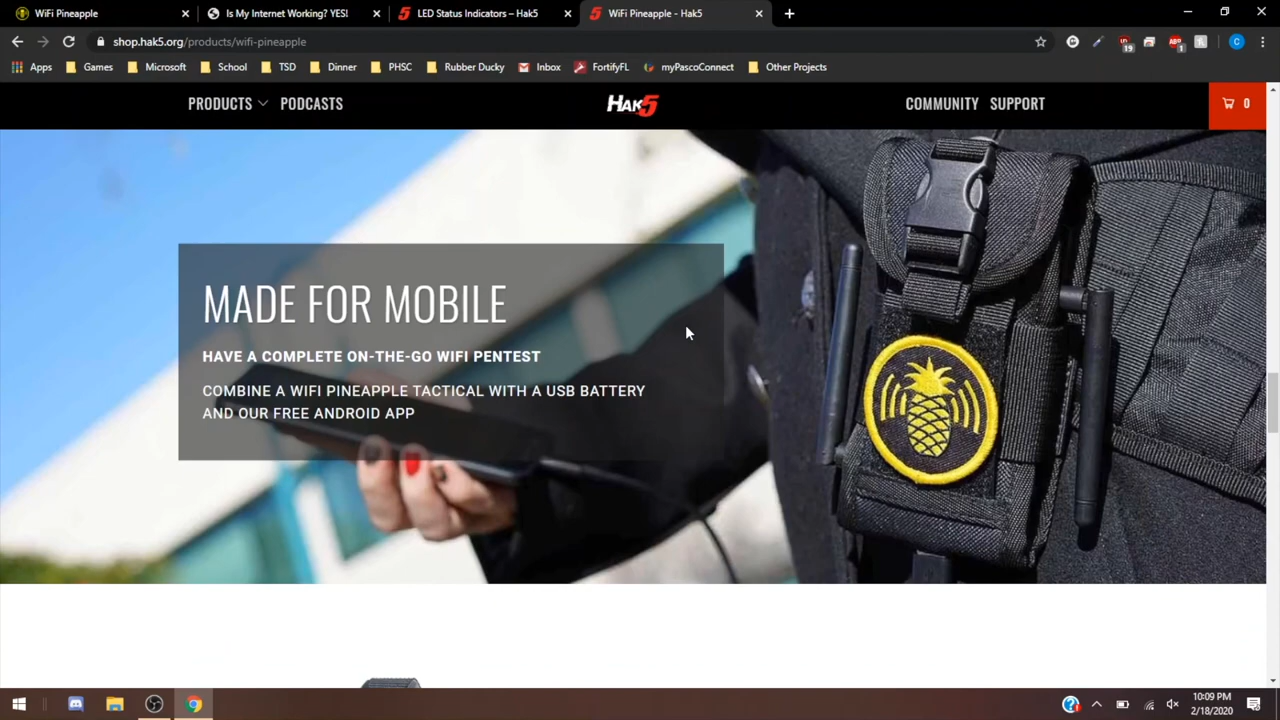 WiFi Pineapple
Is My Internet Working? YES!
LED Status Indicators – Hak5
WiFi Pineapple - Hak5
shop.hak5.org/products/wifi-pineapple
19
1
C
Apps
Games
Microsoft
School
TSD
Dinner
PHSC
Rubber Ducky
Inbox
FortifyFL
myPascoConnect
Other Projects
PRODUCTS
PODCASTS
HAK5
COMMUNITY
SUPPORT
0
MADE FOR MOBILE
HAVE A COMPLETE ON-THE-GO WIFI PENTEST
COMBINE A WIFI PINEAPPLE TACTICAL WITH A USB BATTERY
AND OUR FREE ANDROID APP
10:09 PM
2/18/2020